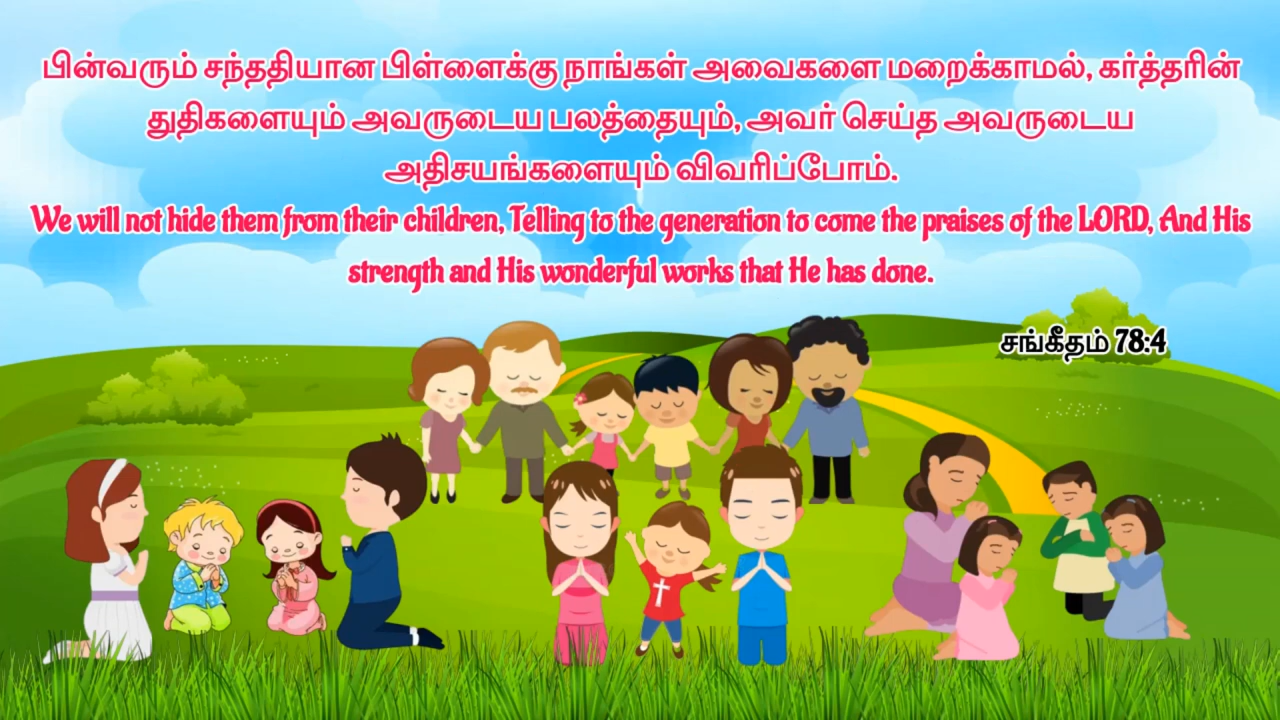 பின்வரும் சந்ததியான பிள்ளைக்கு நாங்கள் அவைகளை மறைக்காமல், கர்த்தரின்
துதிகளையும் அவருடைய பலத்தையும், அவர் செய்த அவருடைய
அதிசயங்களையும் விவரிப்போம்.
We will not hide them from their children, Telling to the generation to come the praises of the LORD, And His
strength and His wonderful works that He has done.
சங்கீதம் 78:4